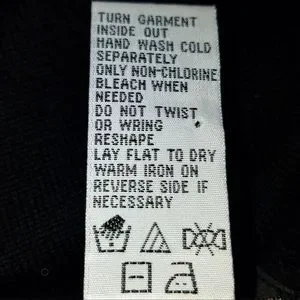 TURN GARMENT
INSIDE OUT
HAND WASH COLD
SEPARATELY
ONLY NON-CHLORINE
BLEACH WHEN
NEEDED
DO NOT TWIST
OR WRING
RESHAPE
LAY FLAT TO DRY
WARM IRON ON
REVERSE SIDE IF
NECESSARY